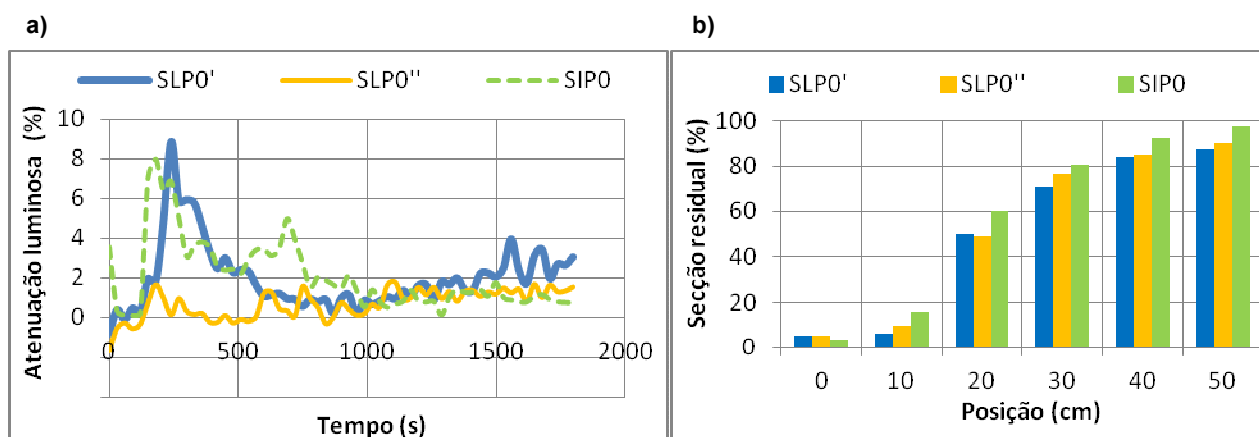 a)
SLP0' SLP0'' SIP0
Atenuação luminosa (%)
10
8
6
4
2
0
0 500 1000 1500 2000
Tempo (s)
b)
SLP0' SLP0'' SIP0
Secção residual (%)
100
80
60
40
20
0
0 10 20 30 40 50
Posição (cm)